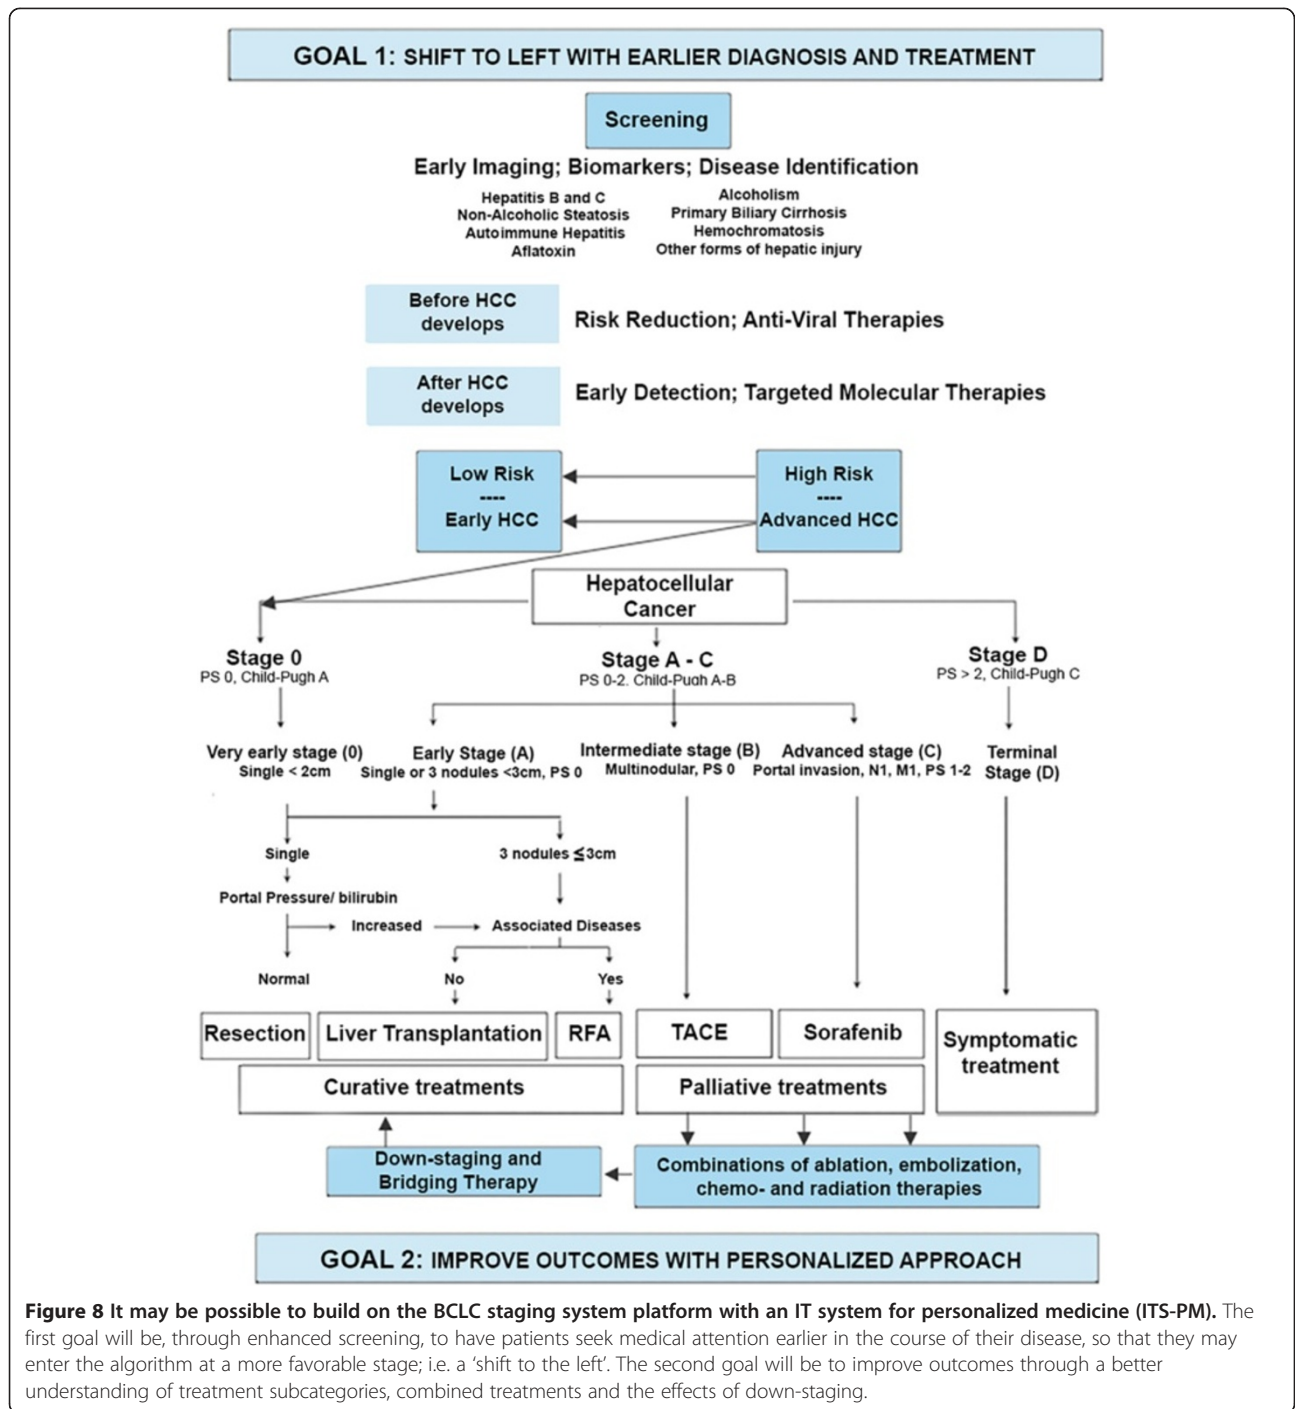 GOAL 1: SHIFT TO LEFT WITH EARLIER DIAGNOSIS AND TREATMENT
Screening
Early Imaging; Biomarkers; Disease Identification
Hepatitis B and C
Non-Alcoholic Steatosis
Autoimmune Hepatitis
Aflatoxin
Alcoholism
Primary Biliary Cirrhosis
Hemochromatosis
Other forms of hepatic injury
Before HCC
develops
Risk Reduction; Anti-Viral Therapies
After HCC
develops
Early Detection; Targeted Molecular Therapies
Low Risk
----
Early HCC
High Risk
----
Advanced HCC
Hepatocellular
Cancer
Stage 0
PS 0, Child-Pugh A
Stage A - C
PS 0-2. Child-Pugh A-B
Stage D
PS > 2, Child-Pugh C
Very early stage (0)
Single < 2cm
Early Stage (A)
Single or 3 nodules <3cm, PS 0
Intermediate stage (B)
Multinodular, PS 0
Advanced stage (C)
Portal invasion, N1, M1, PS 1-2
Terminal
Stage (D)
Single
3 nodules ≦3cm
Portal Pressure/ bilirubin
Increased
Associated Diseases
Normal
No
Yes
Resection
Liver Transplantation
RFA
TACE
Sorafenib
Symptomatic
treatment
Curative treatments
Palliative treatments
Down-staging and
Bridging Therapy
Combinations of ablation, embolization,
chemo- and radiation therapies
GOAL 2: IMPROVE OUTCOMES WITH PERSONALIZED APPROACH
Figure 8 It may be possible to build on the BCLC staging system platform with an IT system for personalized medicine (ITS-PM). The
first goal will be, through enhanced screening, to have patients seek medical attention earlier in the course of their disease, so that they may
enter the algorithm at a more favorable stage; i.e. a ‘shift to the left’. The second goal will be to improve outcomes through a better
understanding of treatment subcategories, combined treatments and the effects of down-staging.